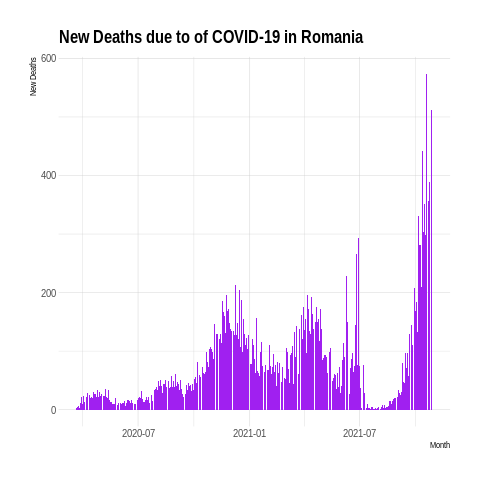 New Deaths due to of COVID-19 in Romania
New Deaths
600
400
200
0
2020-07
2021-01
2021-07
Month